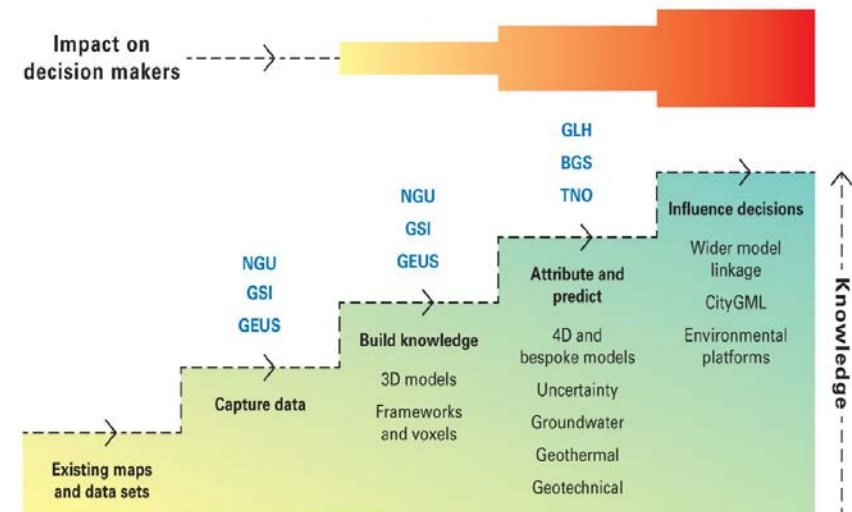 Impact on
decision makers
GLH
BGS
TNO
NGU
GSI
GEUS
NGU
GSI
GEUS
Existing maps
and data sets
Capture data
Build knowledge
3D models
Frameworks
and voxels
Attribute and
predict
4D and
bespoke models
Uncertainty
Groundwater
Geothermal
Geotechnical
Influence decisions
Wider model
linkage
CityGML
Environmental
platforms
Knowledge